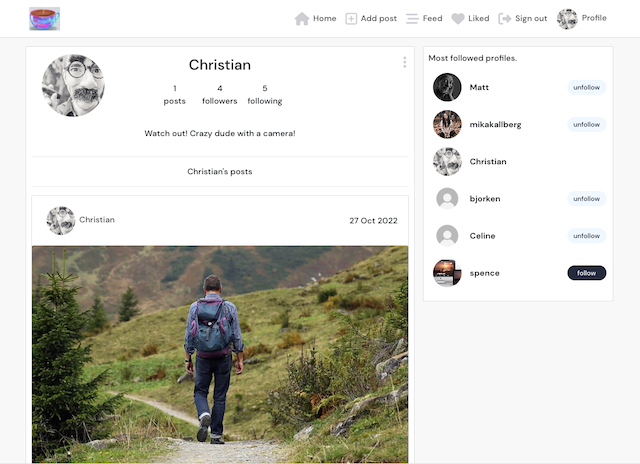 Home Add post Feed Liked Sign out Profile
Christian
1 4 5
posts followers following
Watch out! Crazy dude with a camera!
Christian's posts
Christian 27 Oct 2022
Most followed profiles.
Matt unfollow
mikakallberg unfollow
Christian
bjorken unfollow
Celine unfollow
spence follow